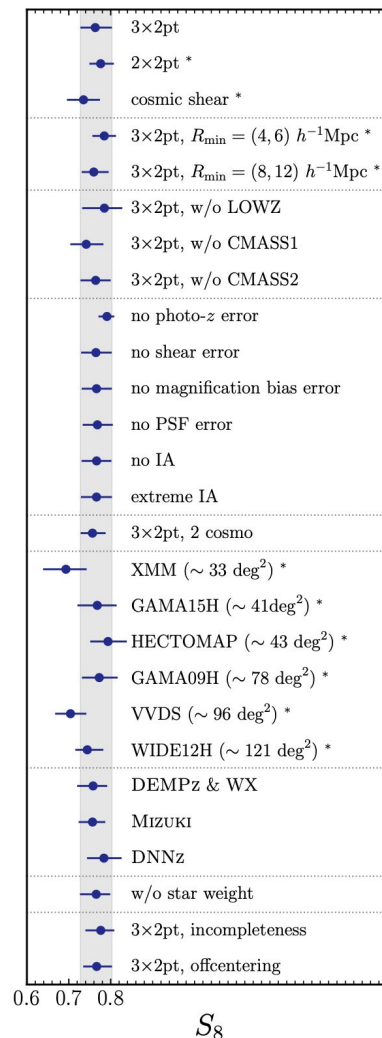 3×2pt
2×2pt *
cosmic shear *
3×2pt, R_min = (4, 6) h⁻¹Mpc *
3×2pt, R_min = (8, 12) h⁻¹Mpc *
3×2pt, w/o LOWZ
3×2pt, w/o CMASS1
3×2pt, w/o CMASS2
no photo-z error
no shear error
no magnification bias error
no PSF error
no IA
extreme IA
3×2pt, 2 cosmo
XMM (∼ 33 deg²) *
GAMA15H (∼ 41deg²) *
HECTOMAP (∼ 43 deg²) *
GAMA09H (∼ 78 deg²) *
VVDS (∼ 96 deg²) *
WIDE12H (∼ 121 deg²) *
DEMPz & WX
MIZUKI
DNNz
w/o star weight
3×2pt, incompleteness
3×2pt, offcentering
0.6 0.7 0.8
S₈